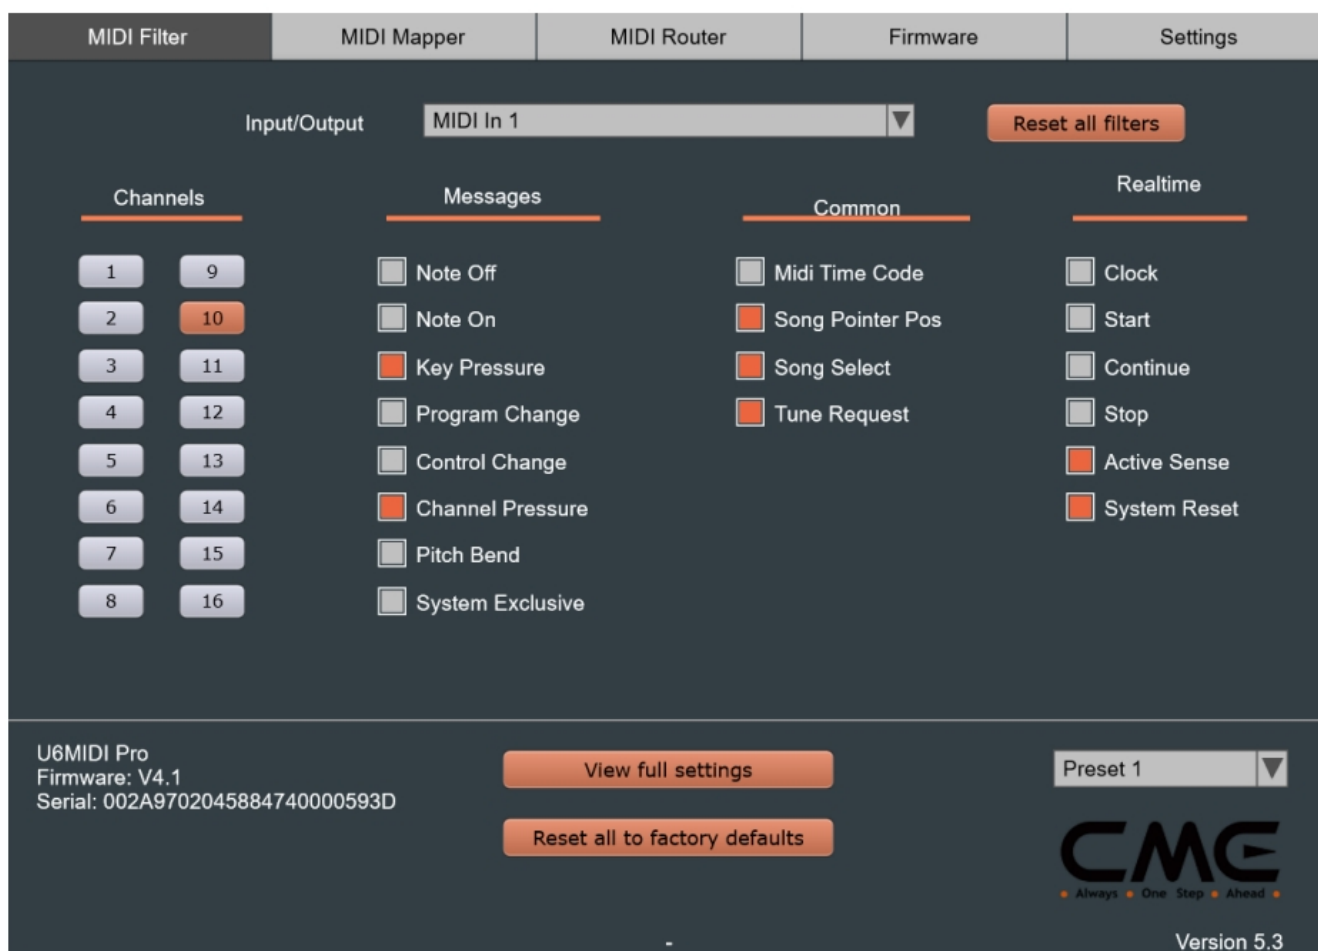 MIDI Filter MIDI Mapper MIDI Router Firmware Settings
Input/Output MIDI In 1 Reset all filters
Channels Messages Common Realtime
1 9 Note Off Midi Time Code Clock
2 10 Note On Song Pointer Pos Start
3 11 Key Pressure Song Select Continue
4 12 Program Change Tune Request Stop
5 13 Control Change Active Sense
6 14 Channel Pressure System Reset
7 15 Pitch Bend
8 16 System Exclusive
U6MIDI Pro
Firmware: V4.1
Serial: 002A9702045884740000593D
View full settings
Reset all to factory defaults
Preset 1
CME
Always One Step Ahead
-
Version 5.3